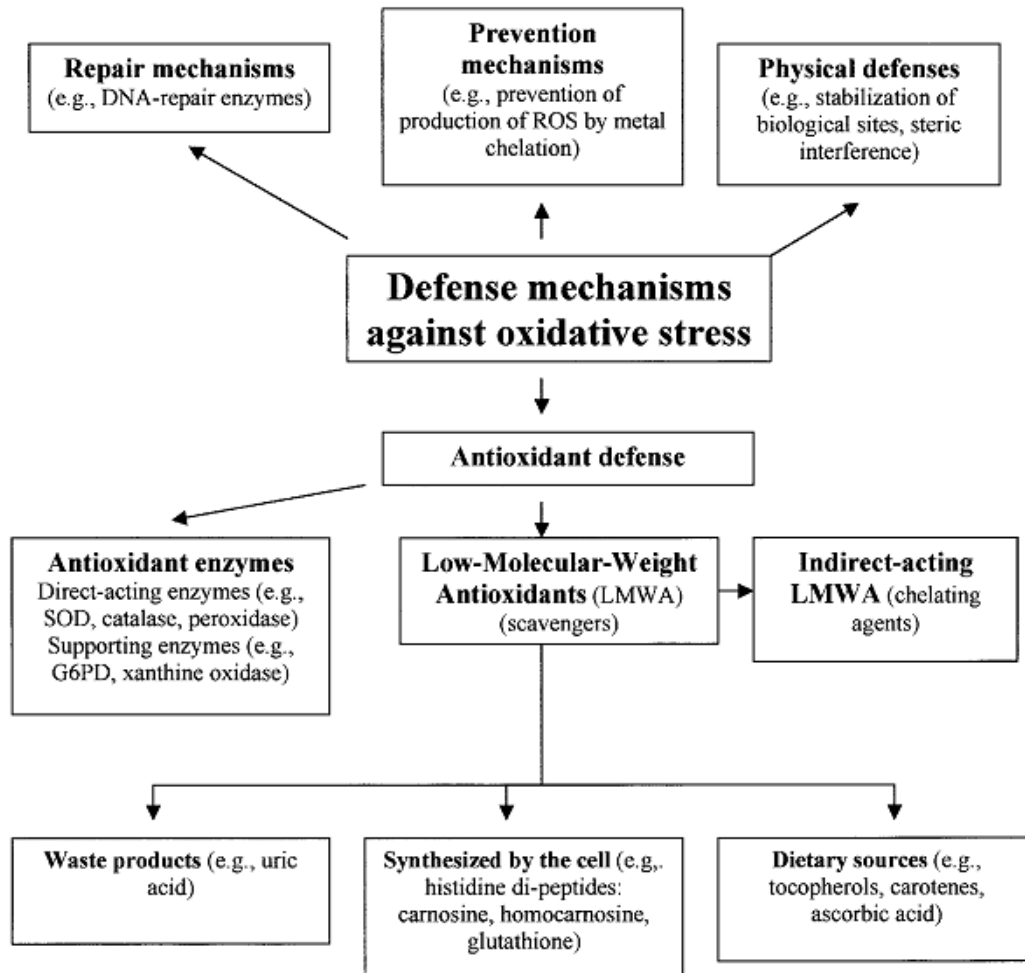 Repair mechanisms
(e.g., DNA-repair enzymes)
Prevention
mechanisms
(e.g., prevention of
production of ROS by metal
chelation)
Physical defenses
(e.g., stabilization of
biological sites, steric
interference)
Defense mechanisms
against oxidative stress
Antioxidant defense
Antioxidant enzymes
Direct-acting enzymes (e.g.,
SOD, catalase, peroxidase)
Supporting enzymes (e.g.,
G6PD, xanthine oxidase)
Low-Molecular-Weight
Antioxidants (LMWA)
(scavengers)
Indirect-acting
LMWA (chelating
agents)
Waste products (e.g., uric
acid)
Synthesized by the cell (e.g,.
histidine di-peptides:
carnosine, homocarnosine,
glutathione)
Dietary sources (e.g.,
tocopherols, carotenes,
ascorbic acid)